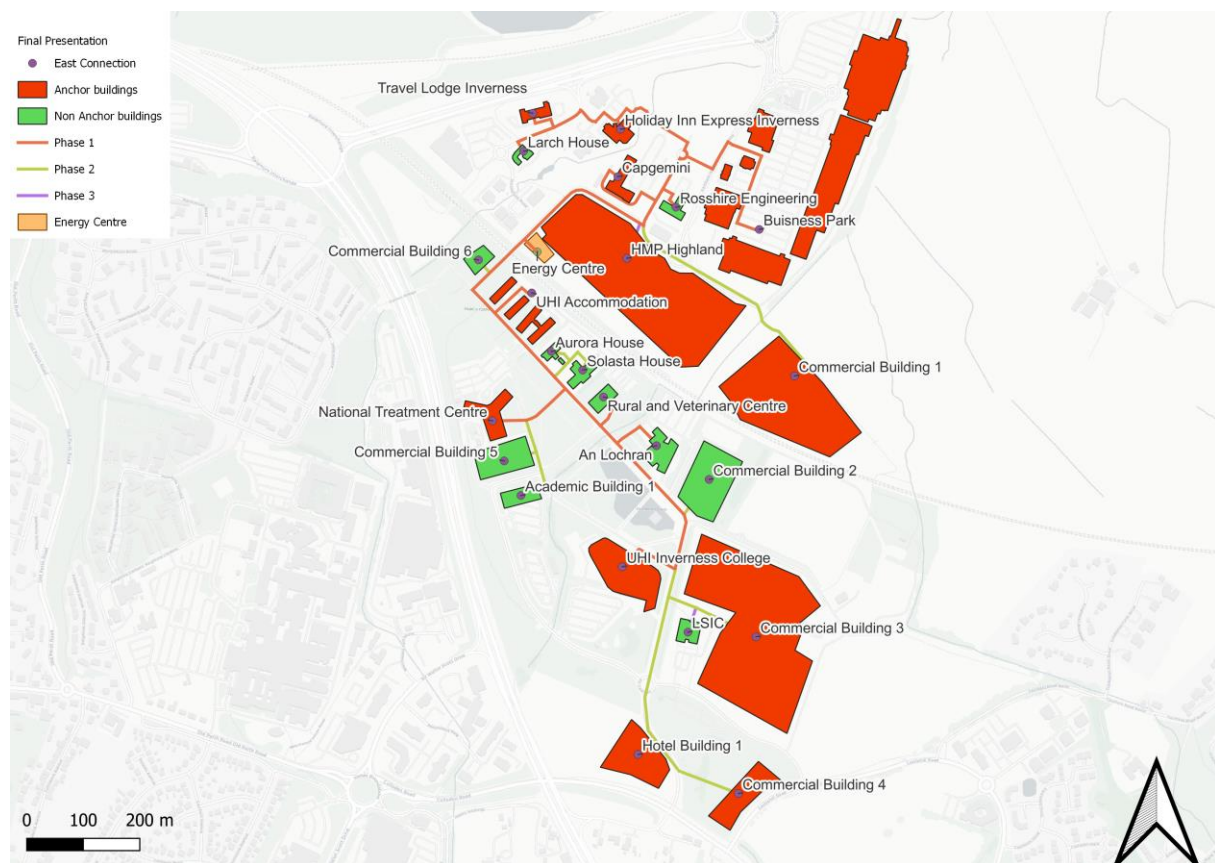 Final Presentation
East Connection
Anchor buildings
Non Anchor buildings
Phase 1
Phase 2
Phase 3
Energy Centre
Travel Lodge Inverness
Holiday Inn Express Inverness
Larch House
Capgemini
Rosshire Engineering
Buisness Park
Commercial Building 6
HMP Highland
Energy Centre
UHI Accommodation
Aurora House
Solasta House
Commercial Building 1
Rural and Veterinary Centre
National Treatment Centre
Commercial Building 5
An Lochran
Commercial Building 2
Academic Building 1
UHI Inverness College
LSIC
Commercial Building 3
Hotel Building 1
Commercial Building 4
0 100 200 m